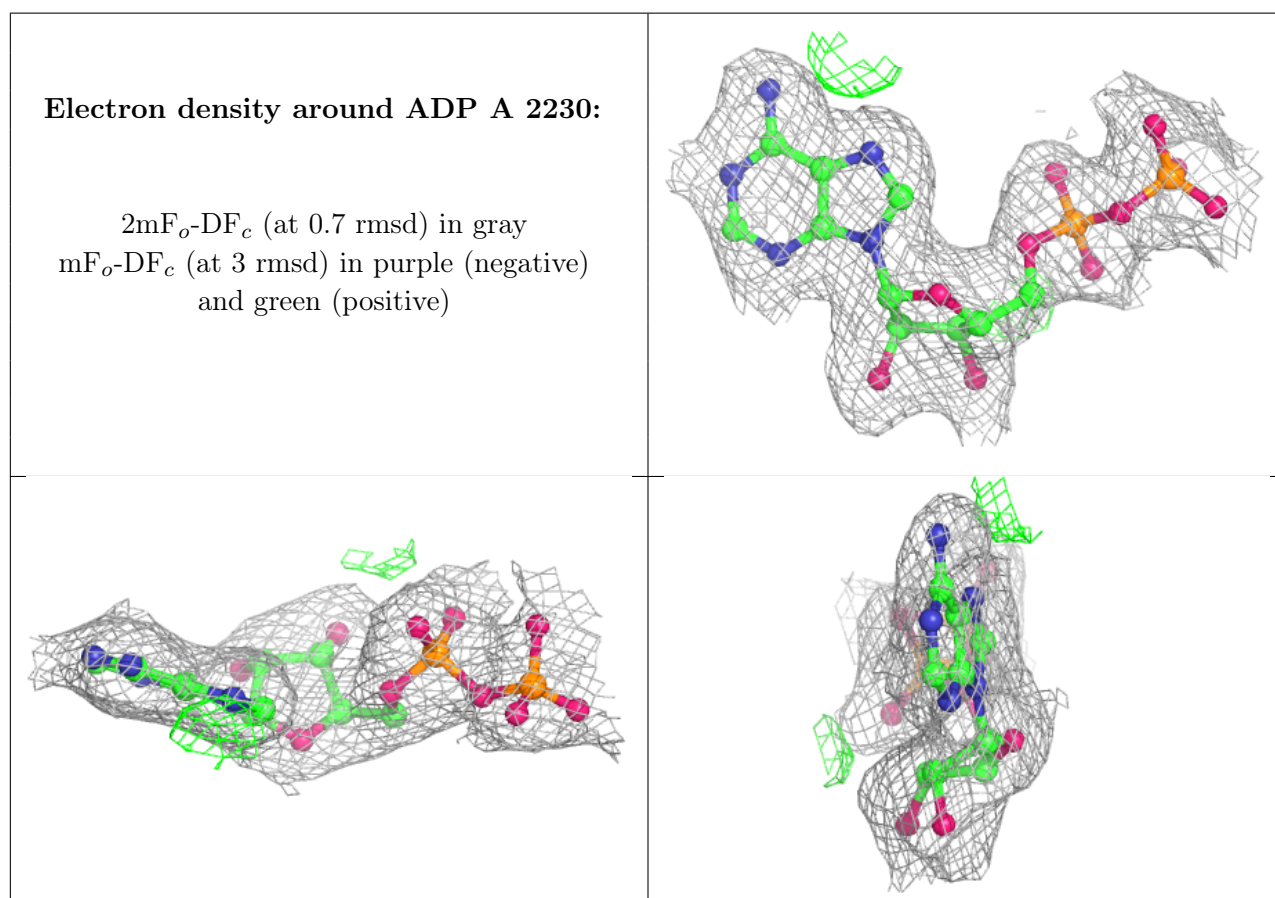 Electron density around ADP A 2230:
2mFo-DFc (at 0.7 rmsd) in gray
mFo-DFc (at 3 rmsd) in purple (negative)
and green (positive)